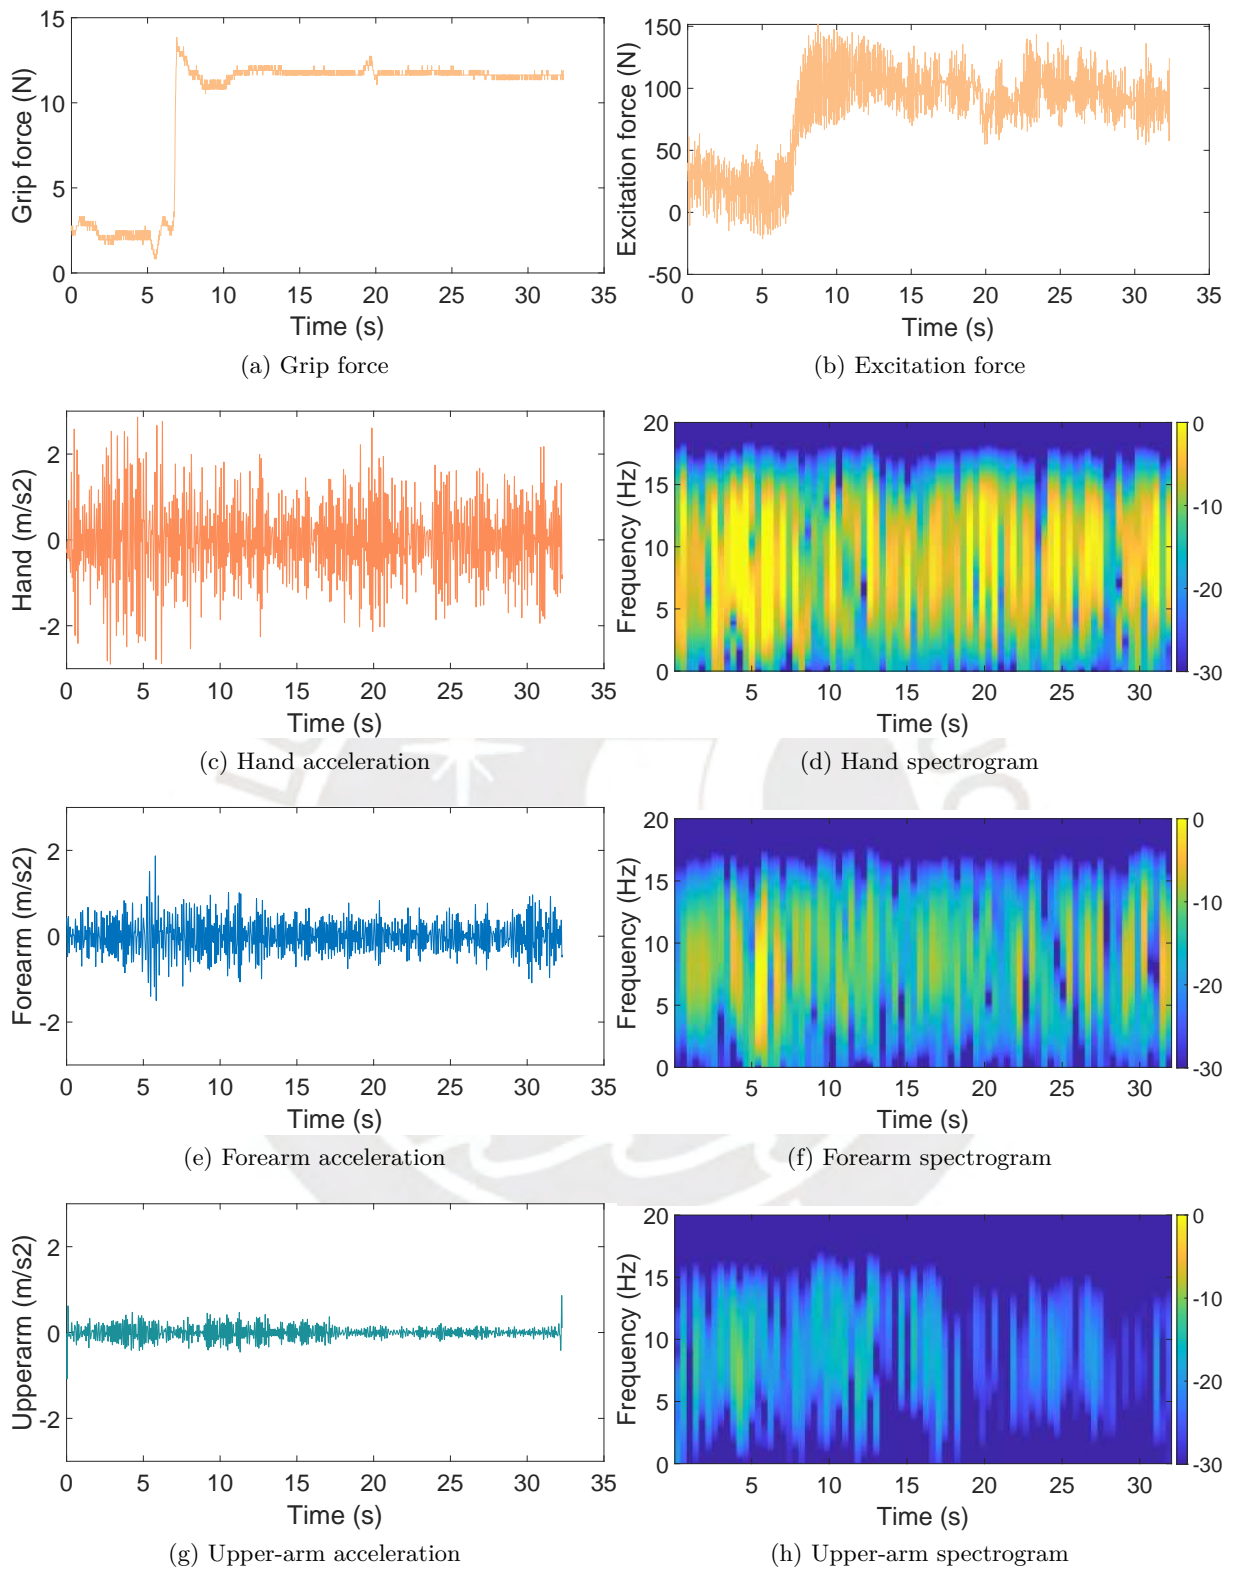 15
10
5
0
Grip force (N)
0 5 10 15 20 25 30 35
Time (s)
(a) Grip force
150
100
50
0
-50
Excitation force (N)
0 5 10 15 20 25 30 35
Time (s)
(b) Excitation force
2
0
-2
Hand (m/s2)
0 5 10 15 20 25 30 35
Time (s)
(c) Hand acceleration
20
15
10
5
0
Frequency (Hz)
5 10 15 20 25 30
Time (s)
0
-10
-20
-30
(d) Hand spectrogram
2
0
-2
Forearm (m/s2)
0 5 10 15 20 25 30 35
Time (s)
(e) Forearm acceleration
20
15
10
5
0
Frequency (Hz)
5 10 15 20 25 30
Time (s)
0
-10
-20
-30
(f) Forearm spectrogram
2
0
-2
Upperarm (m/s2)
0 5 10 15 20 25 30 35
Time (s)
(g) Upper-arm acceleration
20
15
10
5
0
Frequency (Hz)
5 10 15 20 25 30
Time (s)
0
-10
-20
-30
(h) Upper-arm spectrogram